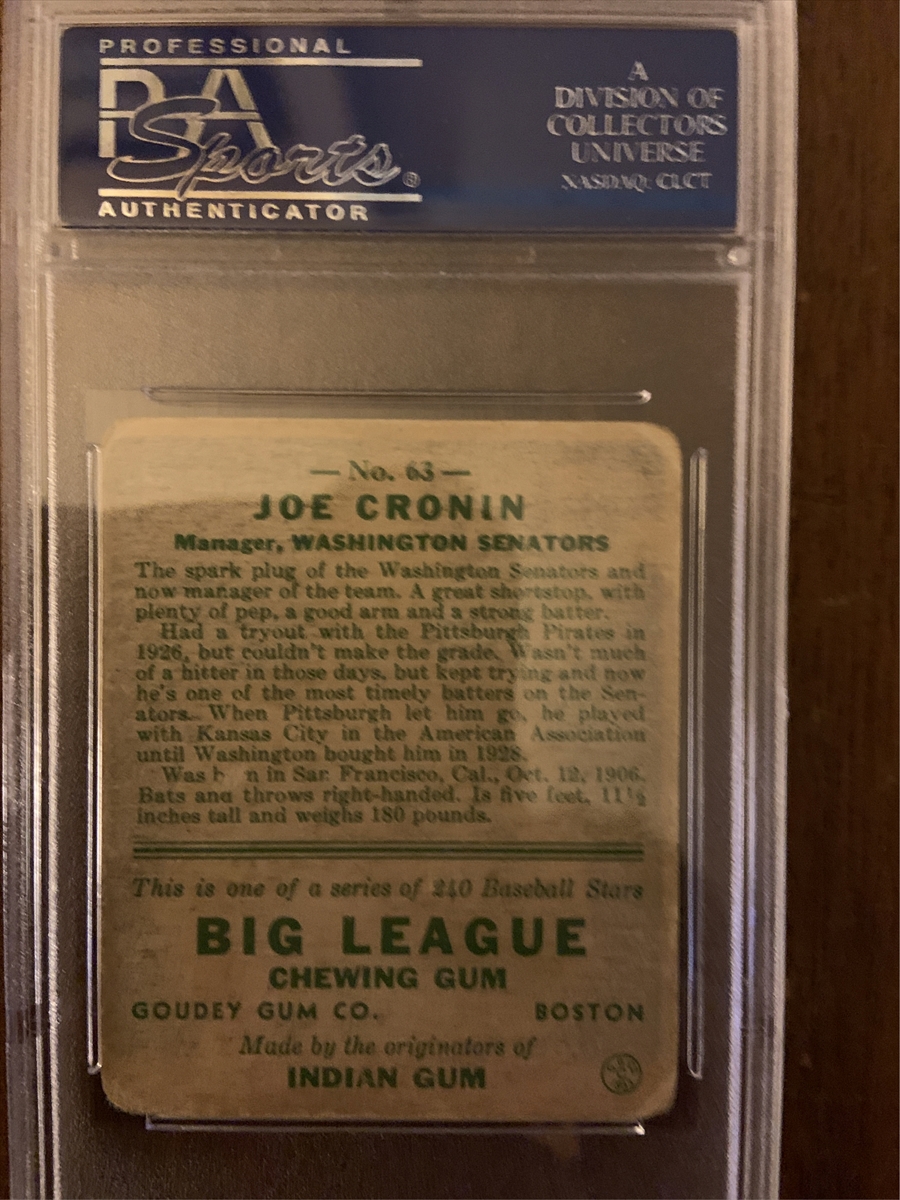 PROFESSIONAL
PSA
Sports®
AUTHENTICATOR
A
DIVISION OF
COLLECTORS
UNIVERSE
NASDAQ: CLCT
— No. 63 —
JOE CRONIN
Manager, WASHINGTON SENATORS
The spark plug of the Washington Senators and
now manager of the team. A great shortstop, with
plenty of pep, a good arm and a strong batter.
Had a tryout with the Pittsburgh Pirates in
1926, but couldn't make the grade. Wasn't much
of a hitter in those days, but kept trying and now
he's one of the most timely batters on the Sen-
ators. When Pittsburgh let him go, he played
with Kansas City in the American Association
until Washington bought him in 1928.
Was in San Francisco, Cal., Oct. 12, 1906.
Bats and throws right-handed. Is five feet, 11½
inches tall and weighs 180 pounds.
This is one of a series of 240 Baseball Stars
BIG LEAGUE
CHEWING GUM
GOUDEY GUM CO. BOSTON
Made by the originators of
INDIAN GUM